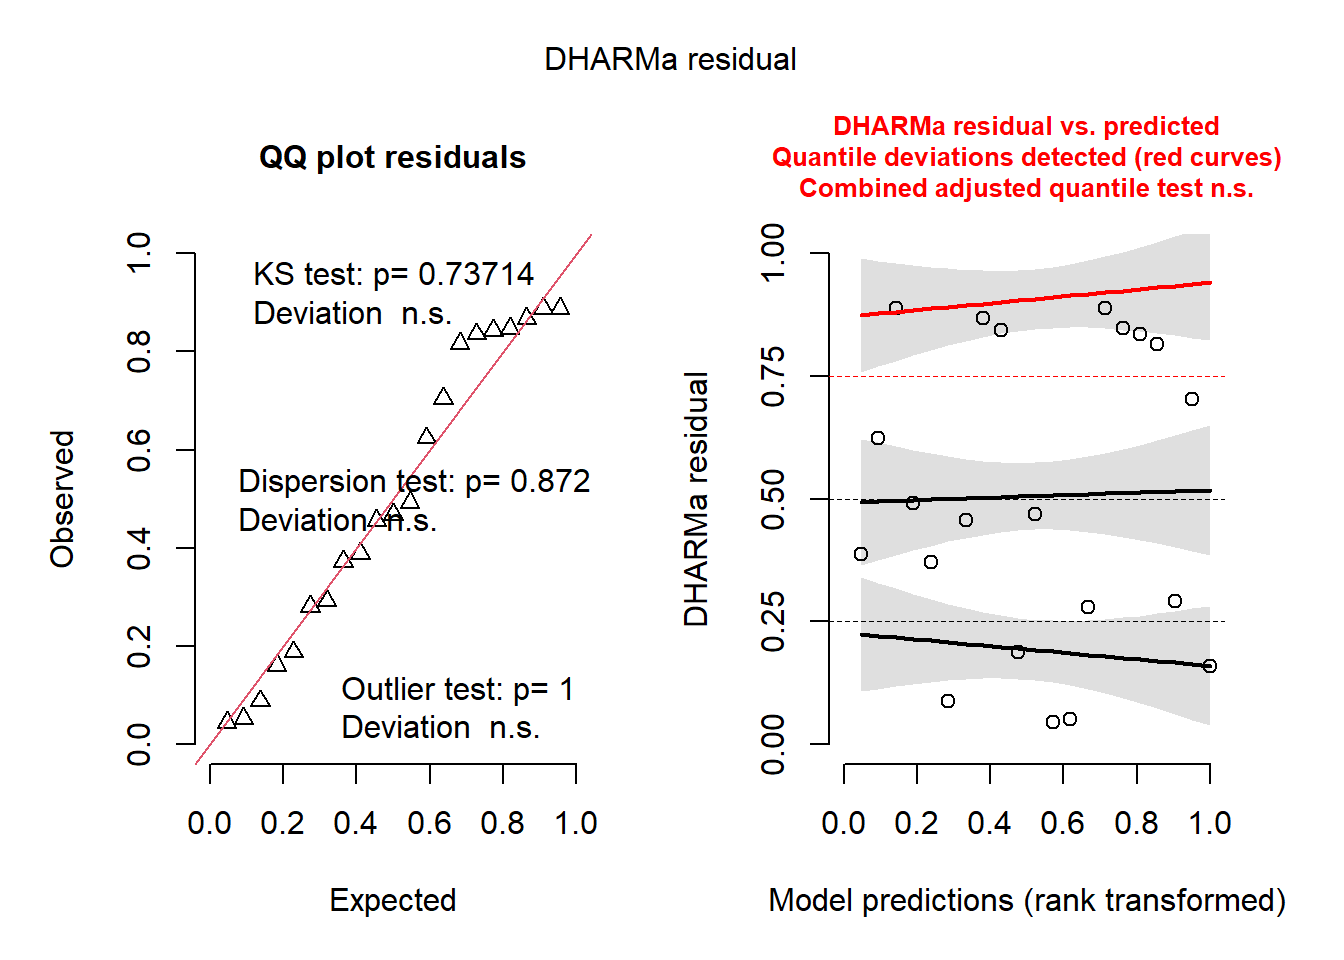 DHARMa residual
QQ plot residuals
KS test: p= 0.73714
Deviation  n.s.
Dispersion test: p= 0.872
Deviation  n.s.
Outlier test: p= 1
Deviation  n.s.
Observed
0.0 0.2 0.4 0.6 0.8 1.0
0.0 0.2 0.4 0.6 0.8 1.0
Expected
DHARMa residual vs. predicted
Quantile deviations detected (red curves)
Combined adjusted quantile test n.s.
DHARMa residual
0.00 0.25 0.50 0.75 1.00
0.0 0.2 0.4 0.6 0.8 1.0
Model predictions (rank transformed)